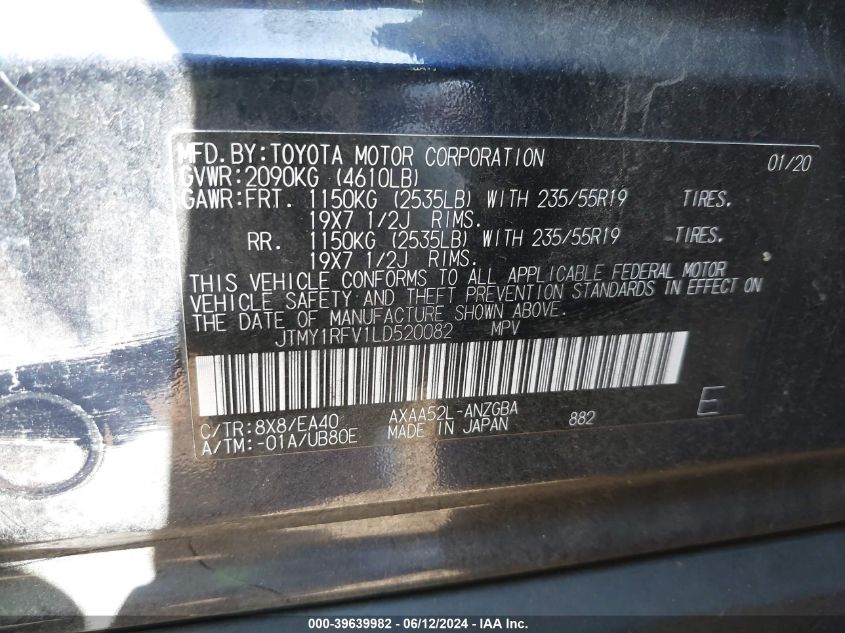 MFD.BY:TOYOTA MOTOR CORPORATION 01/20
GVWR:2090KG (4610LB)
GAWR:FRT. 1150KG (2535LB) WITH 235/55R19 TIRES.
19X7 1/2J RIMS.
RR. 1150KG (2535LB) WITH 235/55R19 TIRES.
19X7 1/2J RIMS.
THIS VEHICLE CONFORMS TO ALL APPLICABLE FEDERAL MOTOR
VEHICLE SAFETY AND THEFT PREVENTION STANDARDS IN EFFECT ON
THE DATE OF MANUFACTURE SHOWN ABOVE.
JTMY1RFV1LD520082 MPV
C/TR:8X8/EA40 AXAA52L-ANZGBA 882 E
A/TM:-01A/UB80E MADE IN JAPAN
000-39639982 - 06/12/2024 - IAA Inc.